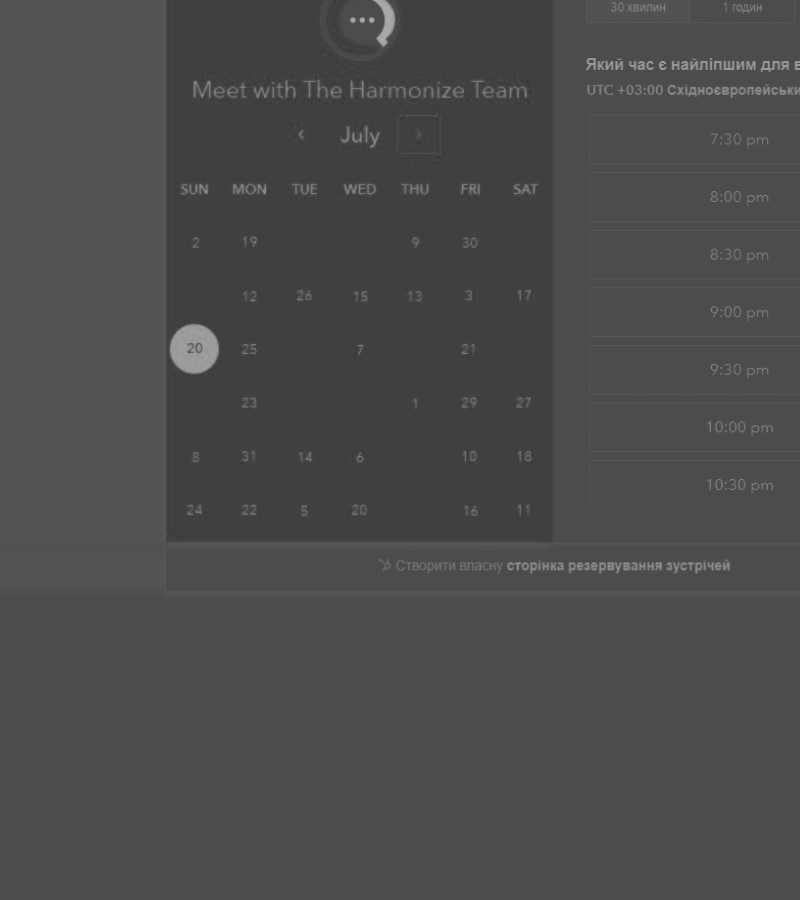 30 хвилин 1 годин
Meet with The Harmonize Team
‹ July ›
SUN MON TUE WED THU FRI SAT
2 19 9 30
12 26 15 13 3 17
20 25 7 21
23 1 29 27
8 31 14 6 10 18
24 22 5 20 16 11
Який час є найліпшим для в
UTC +03:00 Східноєвропейськи
7:30 pm
8:00 pm
8:30 pm
9:00 pm
9:30 pm
10:00 pm
10:30 pm
Створити впасну сторінка резервування зустрічей